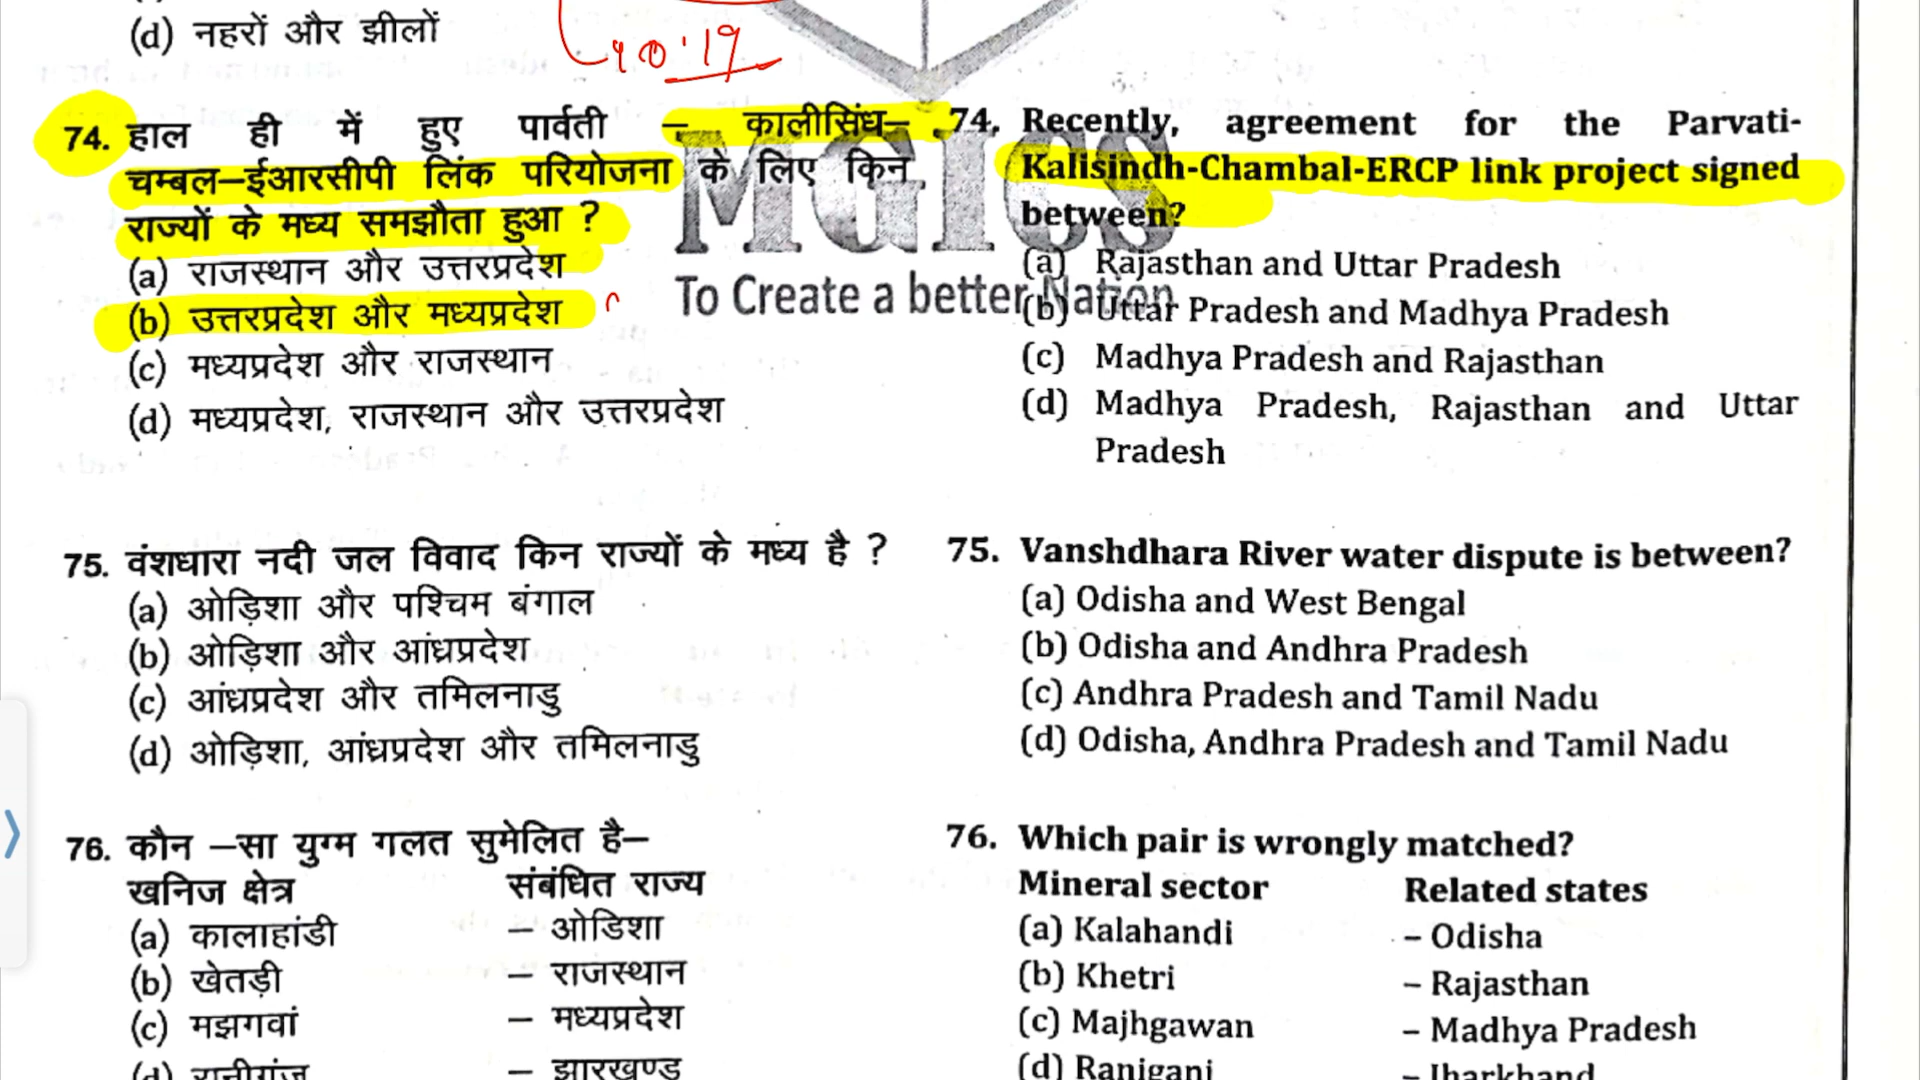 (d) नहरों और झीलों
40.19
74. हाल ही में हुए पार्वती – कालीसिंध–
चम्बल–ईआरसीपी लिंक परियोजना के लिए किन
राज्यों के मध्य समझौता हुआ ?
(a) राजस्थान और उत्तरप्रदेश
(b) उत्तरप्रदेश और मध्यप्रदेश
(c) मध्यप्रदेश और राजस्थान
(d) मध्यप्रदेश, राजस्थान और उत्तरप्रदेश
75. वंशधारा नदी जल विवाद किन राज्यों के मध्य है ?
(a) ओड़िशा और पश्चिम बंगाल
(b) ओड़िशा और आंध्रप्रदेश
(c) आंध्रप्रदेश और तमिलनाडु
(d) ओड़िशा, आंध्रप्रदेश और तमिलनाडु
76. कौन –सा युग्म गलत सुमेलित है–
खनिज क्षेत्र संबंधित राज्य
(a) कालाहांडी – ओडिशा
(b) खेतड़ी – राजस्थान
(c) मझगवां – मध्यप्रदेश
(d) रानीगंज – झारखण्ड
MGICS
To Create a better Nation
74. Recently, agreement for the Parvati-
Kalisindh-Chambal-ERCP link project signed
between?
(a) Rajasthan and Uttar Pradesh
(b) Uttar Pradesh and Madhya Pradesh
(c) Madhya Pradesh and Rajasthan
(d) Madhya Pradesh, Rajasthan and Uttar
Pradesh
75. Vanshdhara River water dispute is between?
(a) Odisha and West Bengal
(b) Odisha and Andhra Pradesh
(c) Andhra Pradesh and Tamil Nadu
(d) Odisha, Andhra Pradesh and Tamil Nadu
76. Which pair is wrongly matched?
Mineral sector Related states
(a) Kalahandi – Odisha
(b) Khetri – Rajasthan
(c) Majhgawan – Madhya Pradesh
(d) Raniganj – Jharkhand